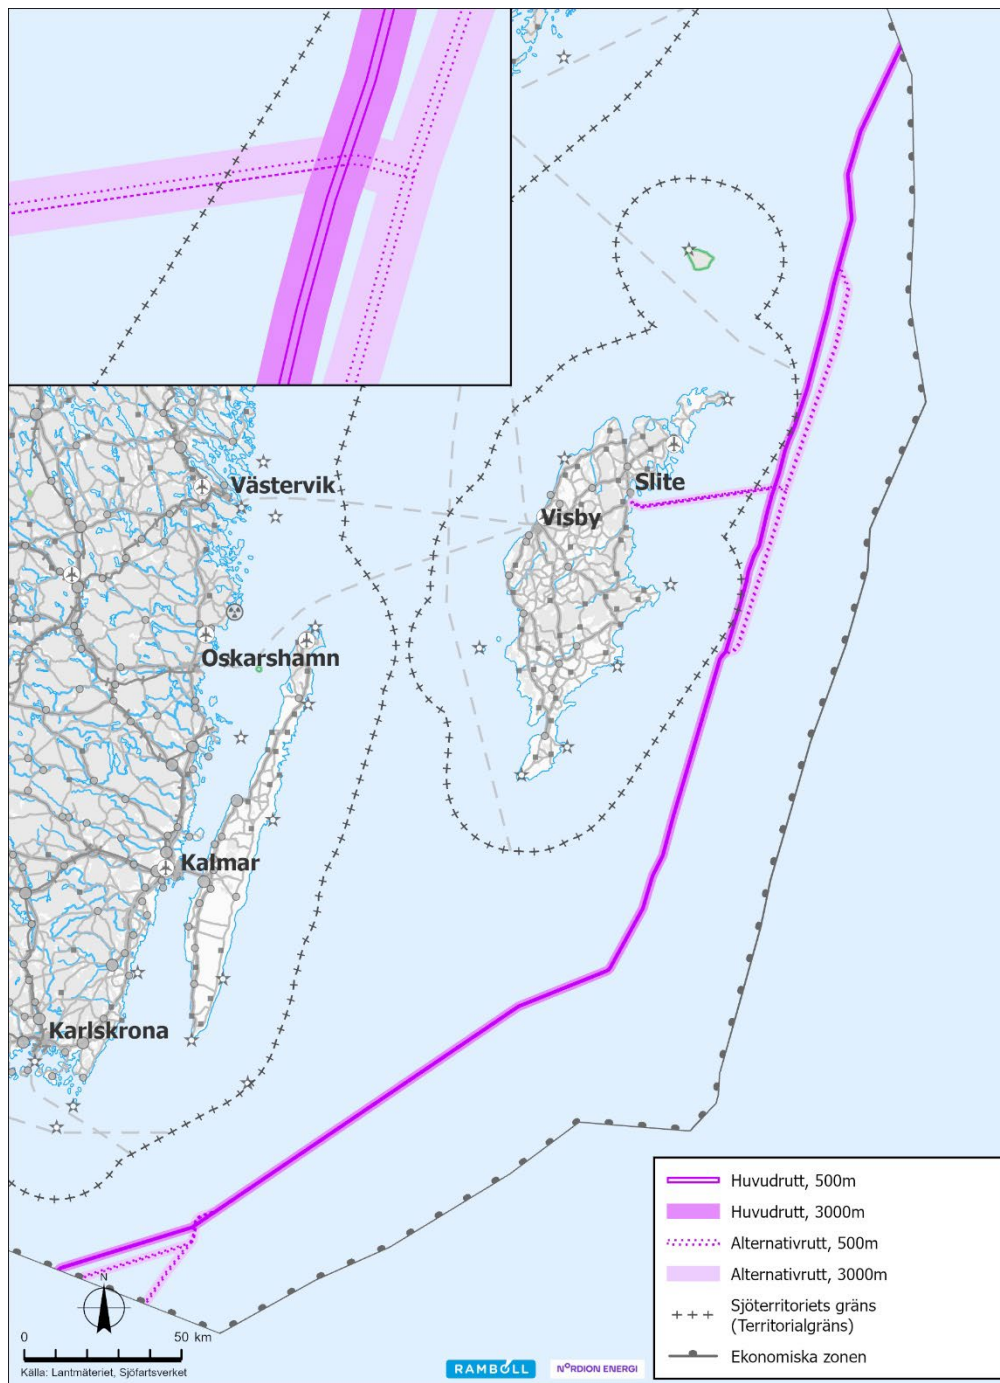 Västervik
Slite
Visby
Oskarshamn
Kalmar
Karlskrona
N
0 50 km
Källa: Lantmäteriet, Sjöfartsverket
RAMBOLL
NORDION ENERGI
Huvudrutt, 500m
Huvudrutt, 3000m
Alternativrutt, 500m
Alternativrutt, 3000m
Sjöterritoriets gräns
(Territorialgräns)
Ekonomiska zonen